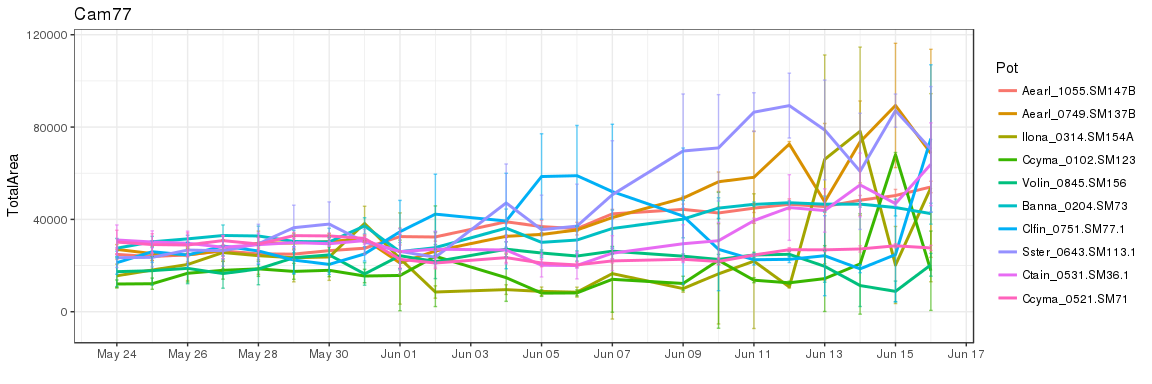 Cam77
TotalArea
120000
80000
40000
0
May 24
May 26
May 28
May 30
Jun 01
Jun 03
Jun 05
Jun 07
Jun 09
Jun 11
Jun 13
Jun 15
Jun 17
Pot
Aearl_1055.SM147B
Aearl_0749.SM137B
Ilona_0314.SM154A
Ccyma_0102.SM123
Volin_0845.SM156
Banna_0204.SM73
Clfin_0751.SM77.1
Sster_0643.SM113.1
Ctain_0531.SM36.1
Ccyma_0521.SM71